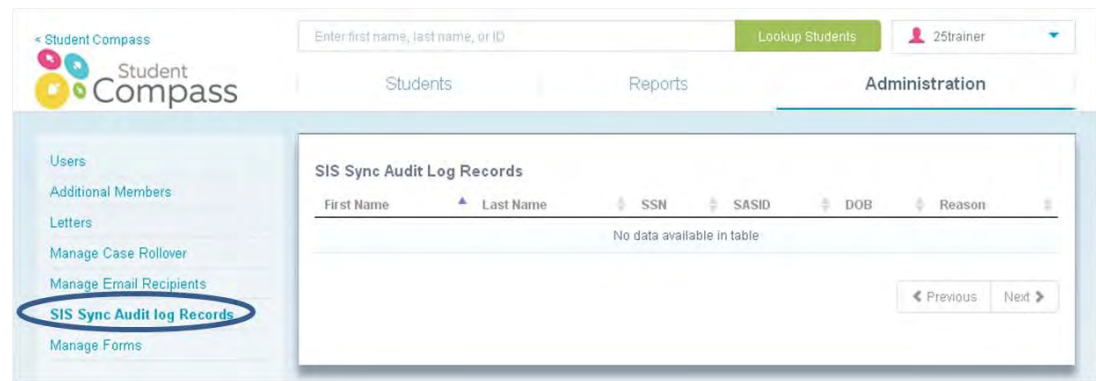 « Student Compass
Enter first name, last name, or ID
Lookup Students
25trainer
Student
Compass
Students
Reports
Administration
Users
Additional Members
Letters
Manage Case Rollover
Manage Email Recipients
SIS Sync Audit log Records
Manage Forms
SIS Sync Audit Log Records
First Name Last Name SSN SASID DOB Reason
No data available in table
Previous Next